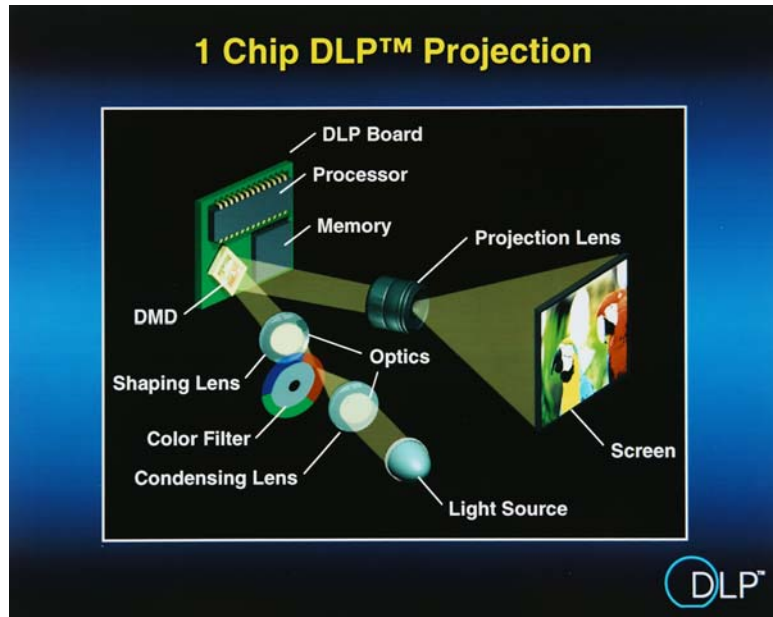 1 Chip DLP™ Projection
DLP Board
Processor
Memory
Projection Lens
DMD
Optics
Shaping Lens
Color Filter
Screen
Condensing Lens
Light Source
DLP™